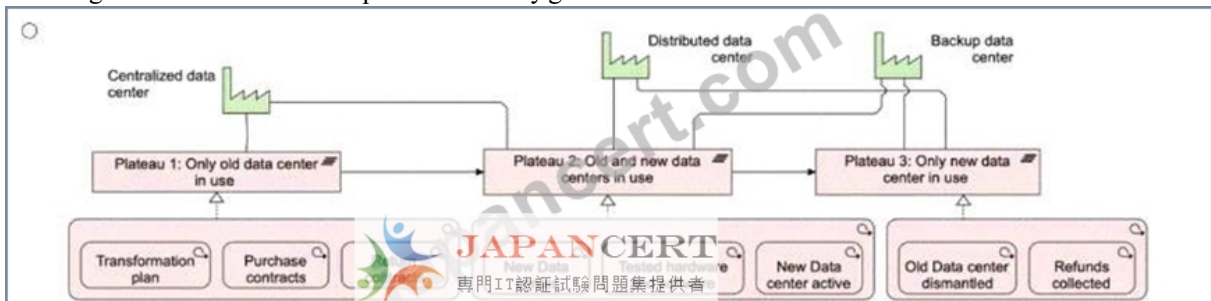 Distributed data
center
Backup data
center
Centralized data
center
Plateau 1: Only old data center
in use
Plateau 2: Old and new data
centers in use
Plateau 3: Only new data
center in use
Transformation
plan
Purchase
contracts
New Data
Tested hardware
New Data
center active
Old Data center
dismantled
Refunds
collected
JAPANCERT
専門IT認証試験問題集提供者